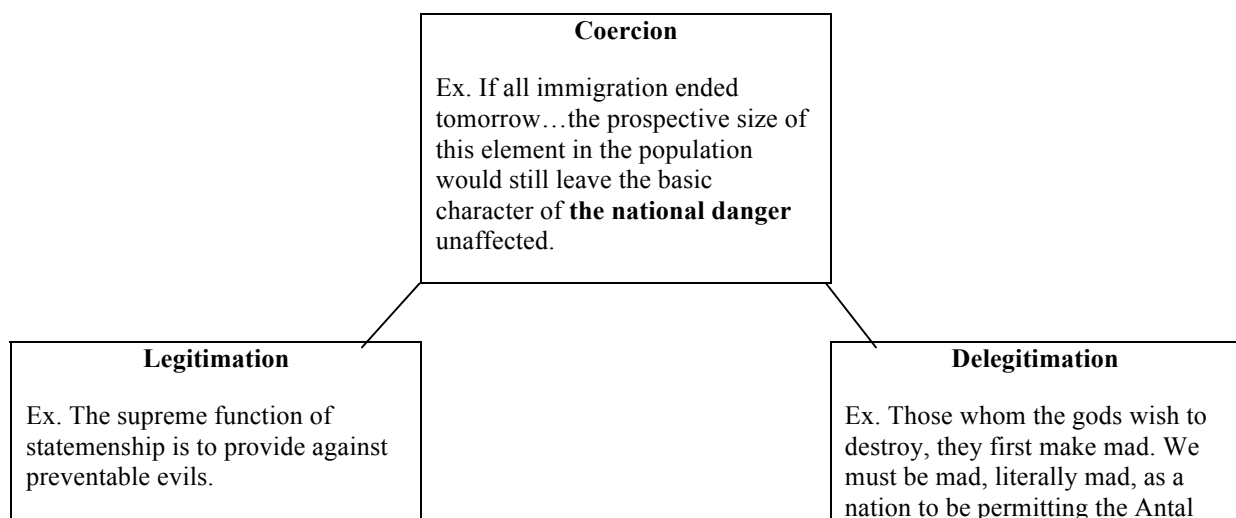 Coercion
Ex. If all immigration ended
tomorrow…the prospective size of
this element in the population
would still leave the basic
character of the national danger
unaffected.
Legitimation
Ex. The supreme function of
statemenship is to provide against
preventable evils.
Delegitimation
Ex. Those whom the gods wish to
destroy, they first make mad. We
must be mad, literally mad, as a
nation to be permitting the Antal